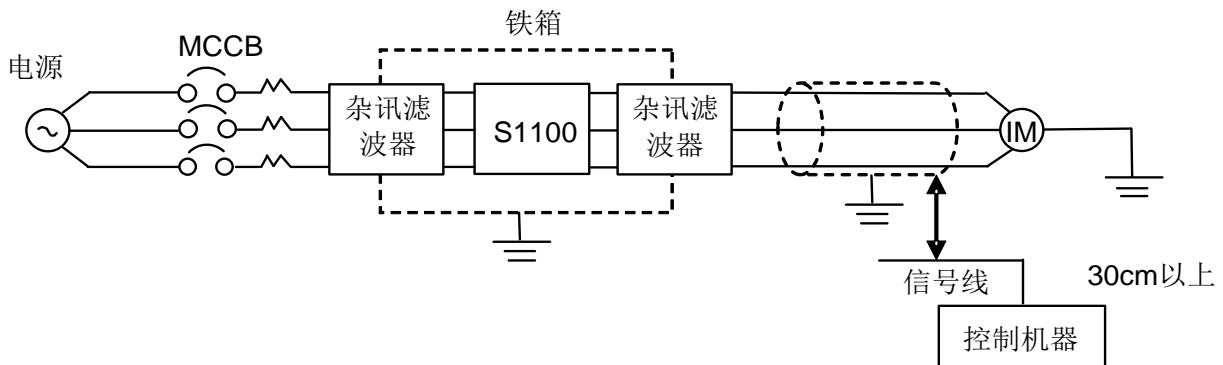 铁箱
MCCB
电源
杂讯滤
波器
S1100
杂讯滤
波器
IM
信号线
30cm以上
控制机器